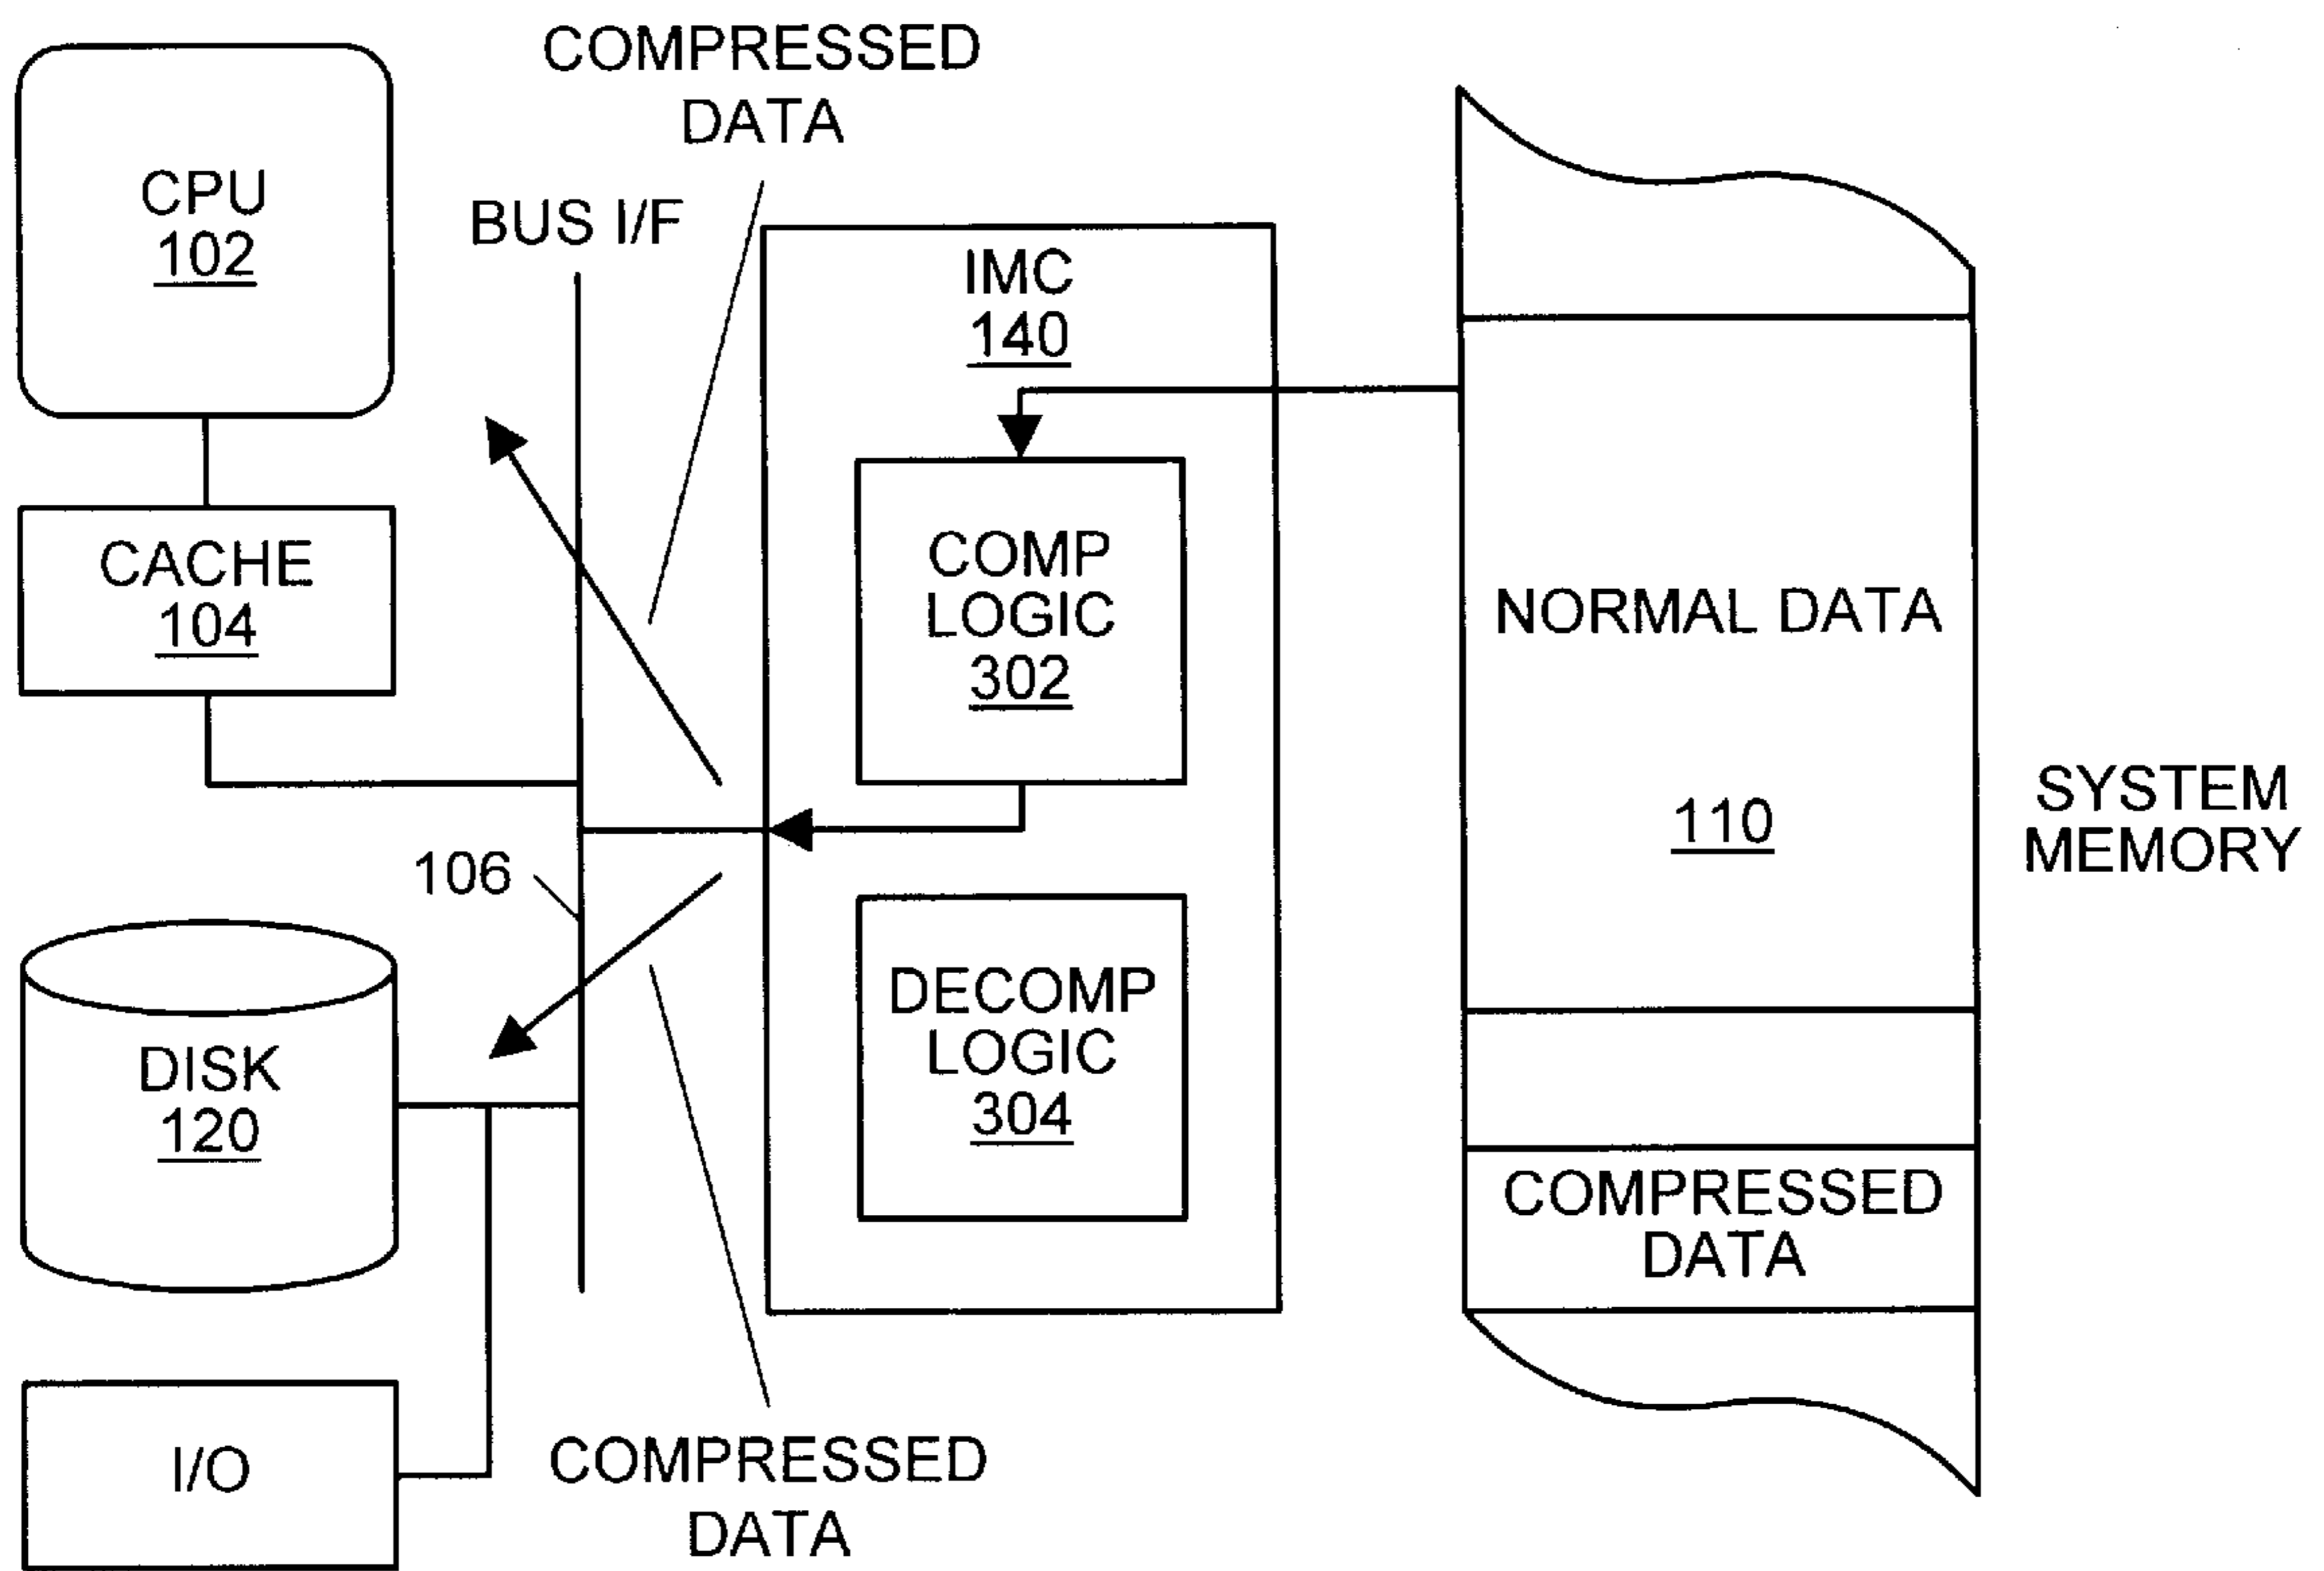 COMPRESSED
DATA
CPU
102
BUS I/F
IMC
140
CACHE
104
COMP
LOGIC
302
NORMAL DATA
110
SYSTEM
MEMORY
106
DECOMP
LOGIC
304
DISK
120
COMPRESSED
DATA
I/O
COMPRESSED
DATA